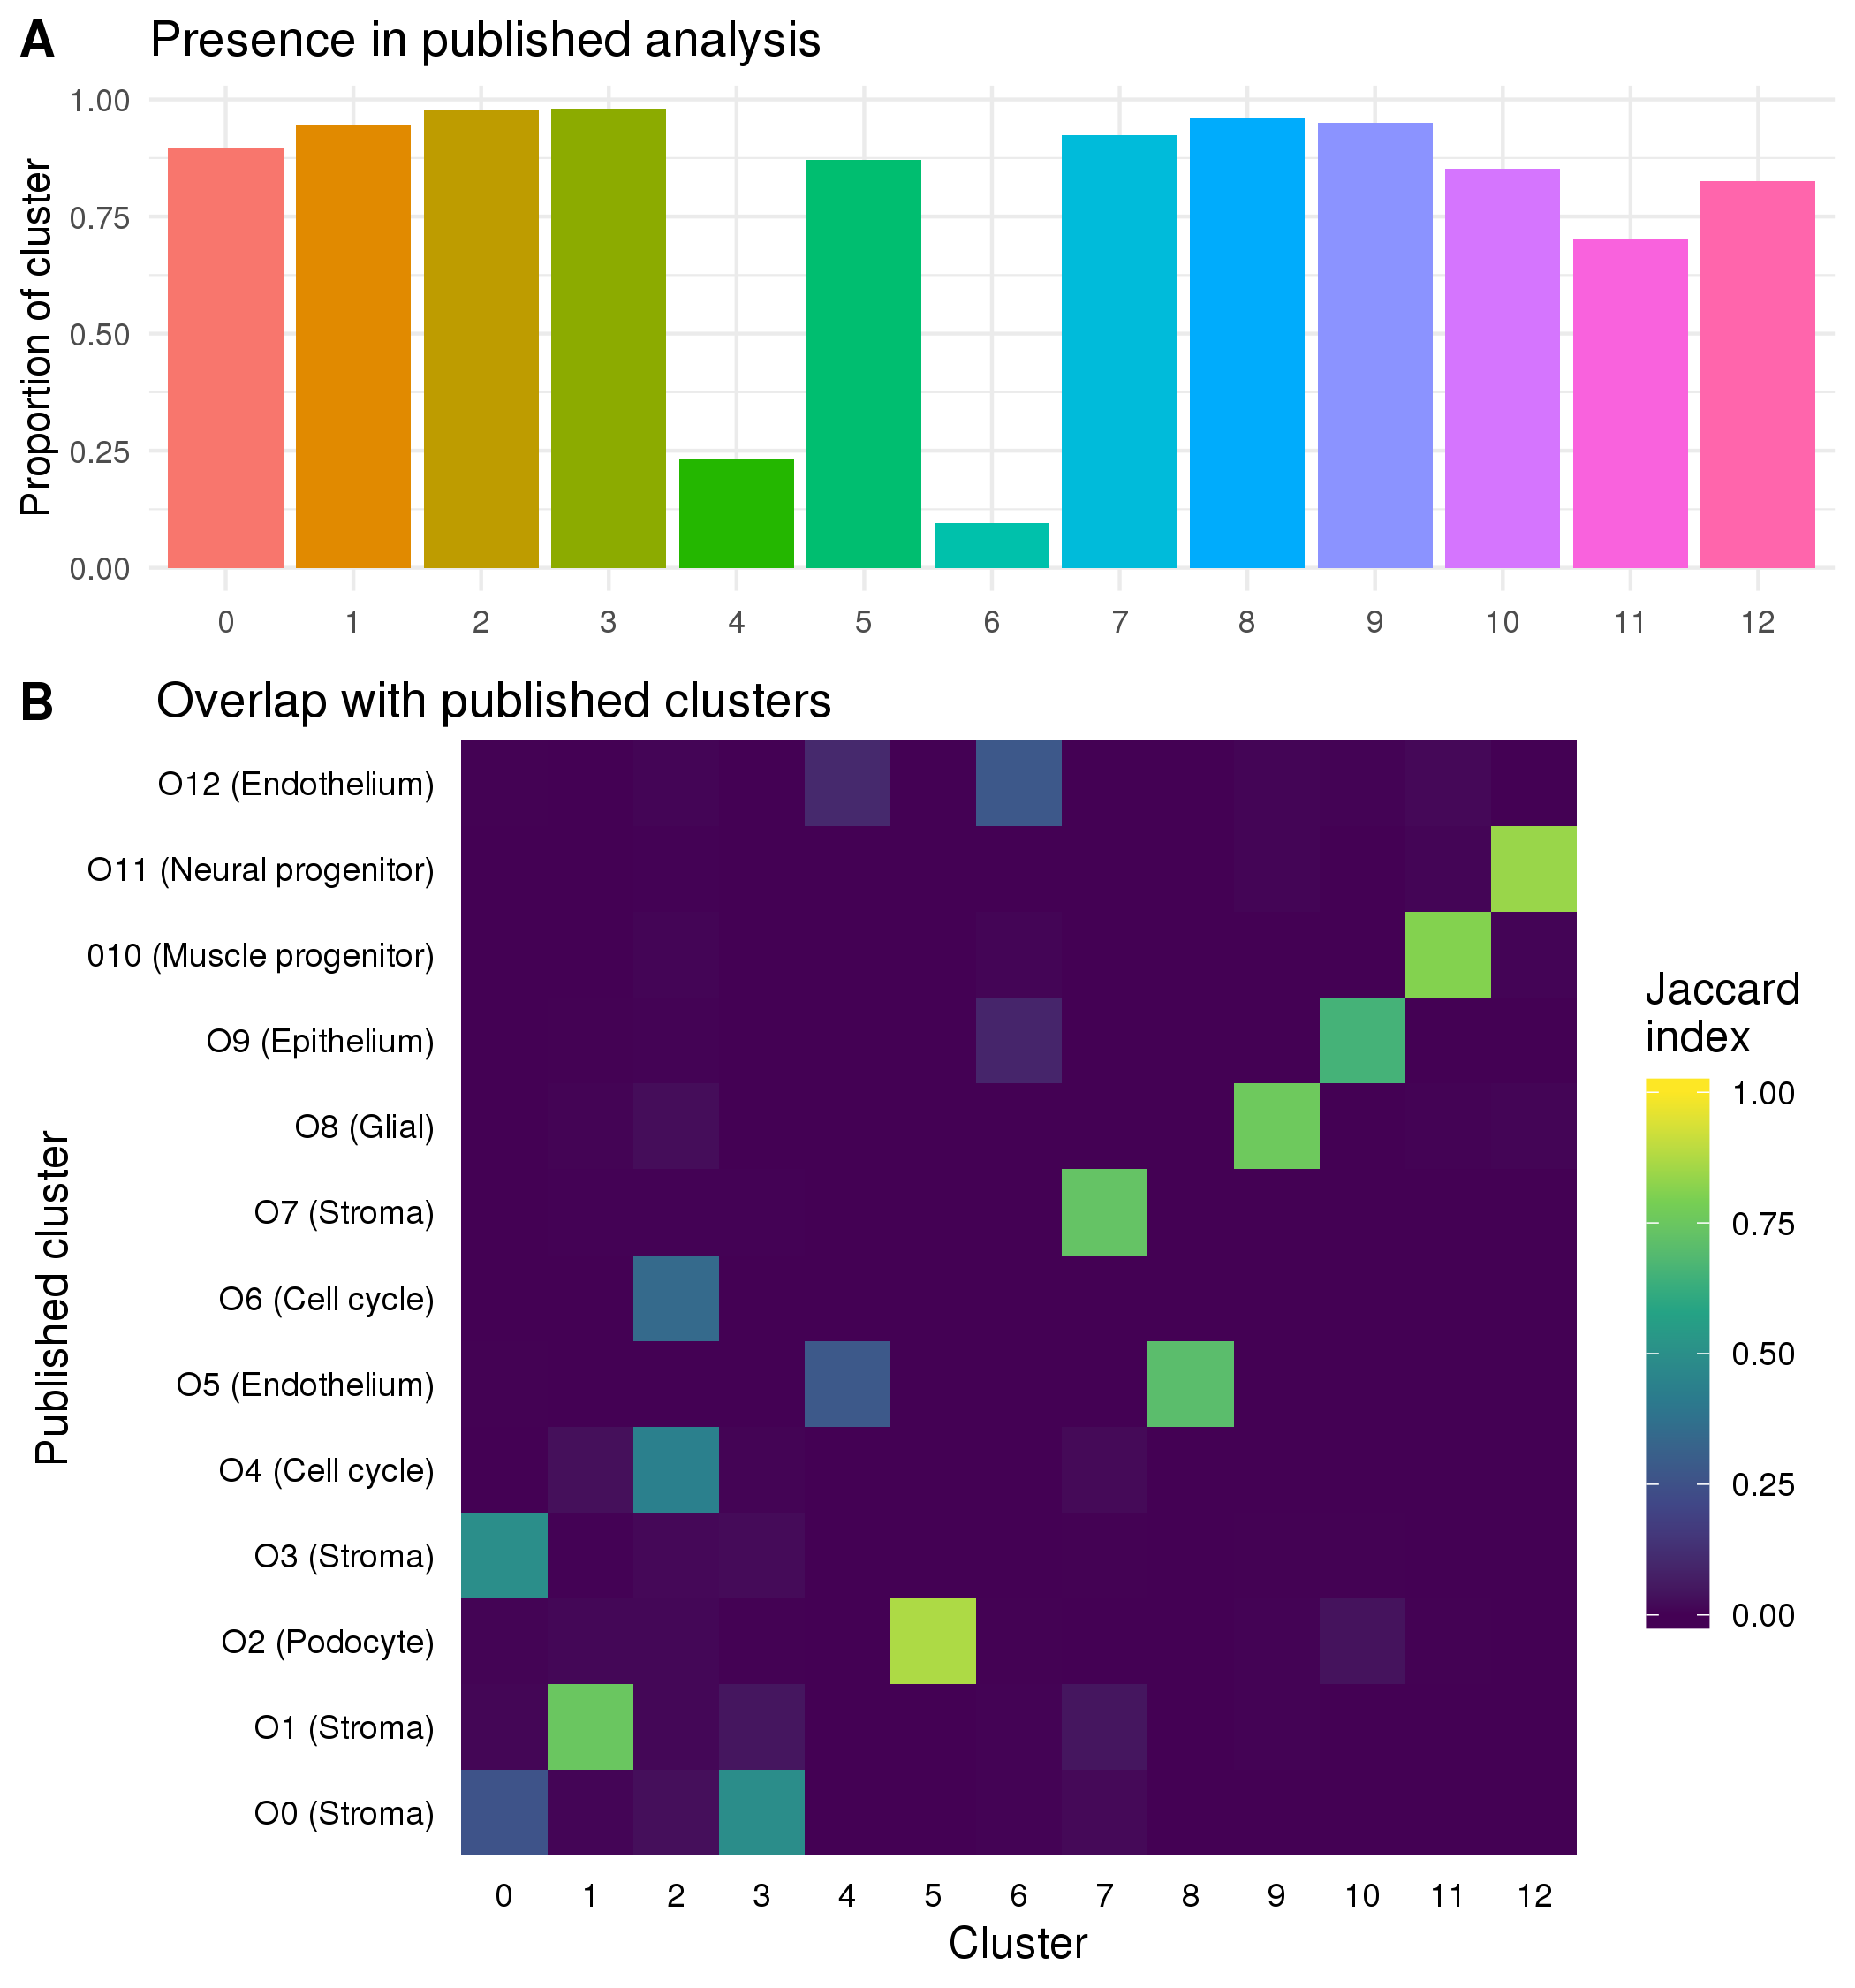 A
Presence in published analysis
Proportion of cluster
1.00
0.75
0.50
0.25
0.00
0 1 2 3 4 5 6 7 8 9 10 11 12
B
Overlap with published clusters
Published cluster
O12 (Endothelium)
O11 (Neural progenitor)
010 (Muscle progenitor)
O9 (Epithelium)
O8 (Glial)
O7 (Stroma)
O6 (Cell cycle)
O5 (Endothelium)
O4 (Cell cycle)
O3 (Stroma)
O2 (Podocyte)
O1 (Stroma)
O0 (Stroma)
0 1 2 3 4 5 6 7 8 9 10 11 12
Cluster
Jaccard
index
1.00
0.75
0.50
0.25
0.00